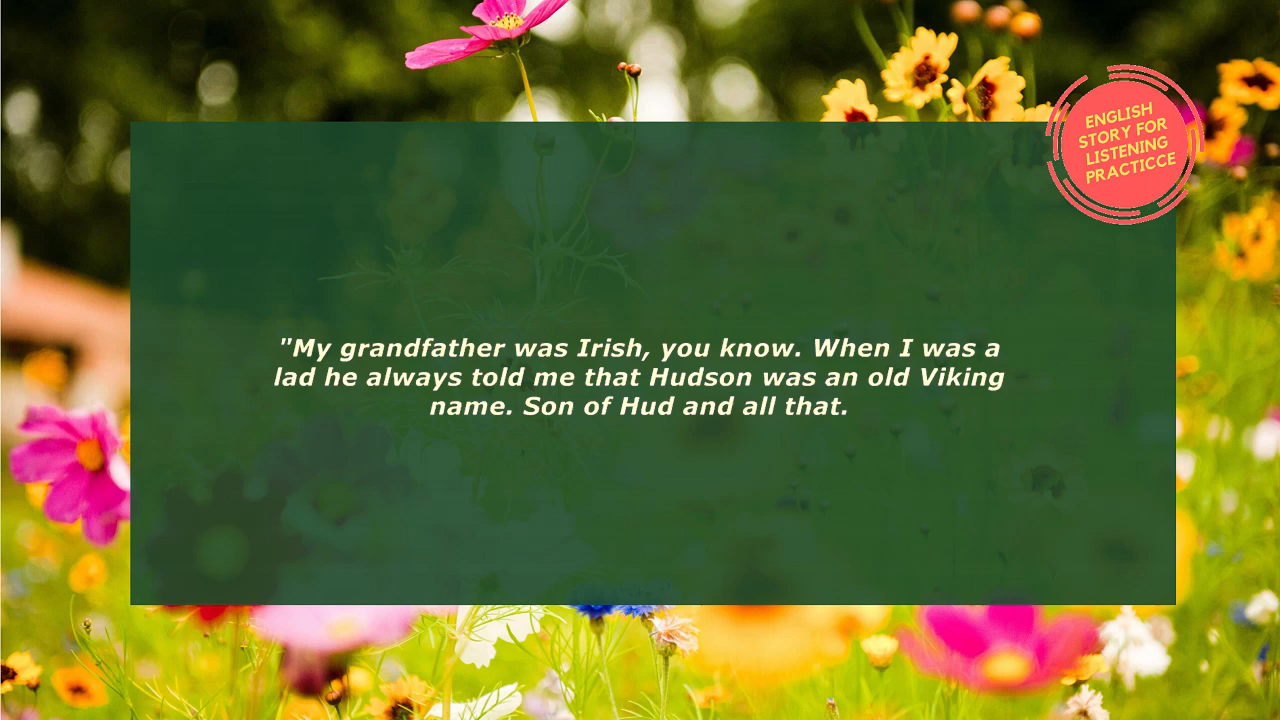 ENGLISH
STORY FOR
LISTENING
PRACTICCE
"My grandfather was Irish, you know. When I was a
lad he always told me that Hudson was an old Viking
name. Son of Hud and all that.